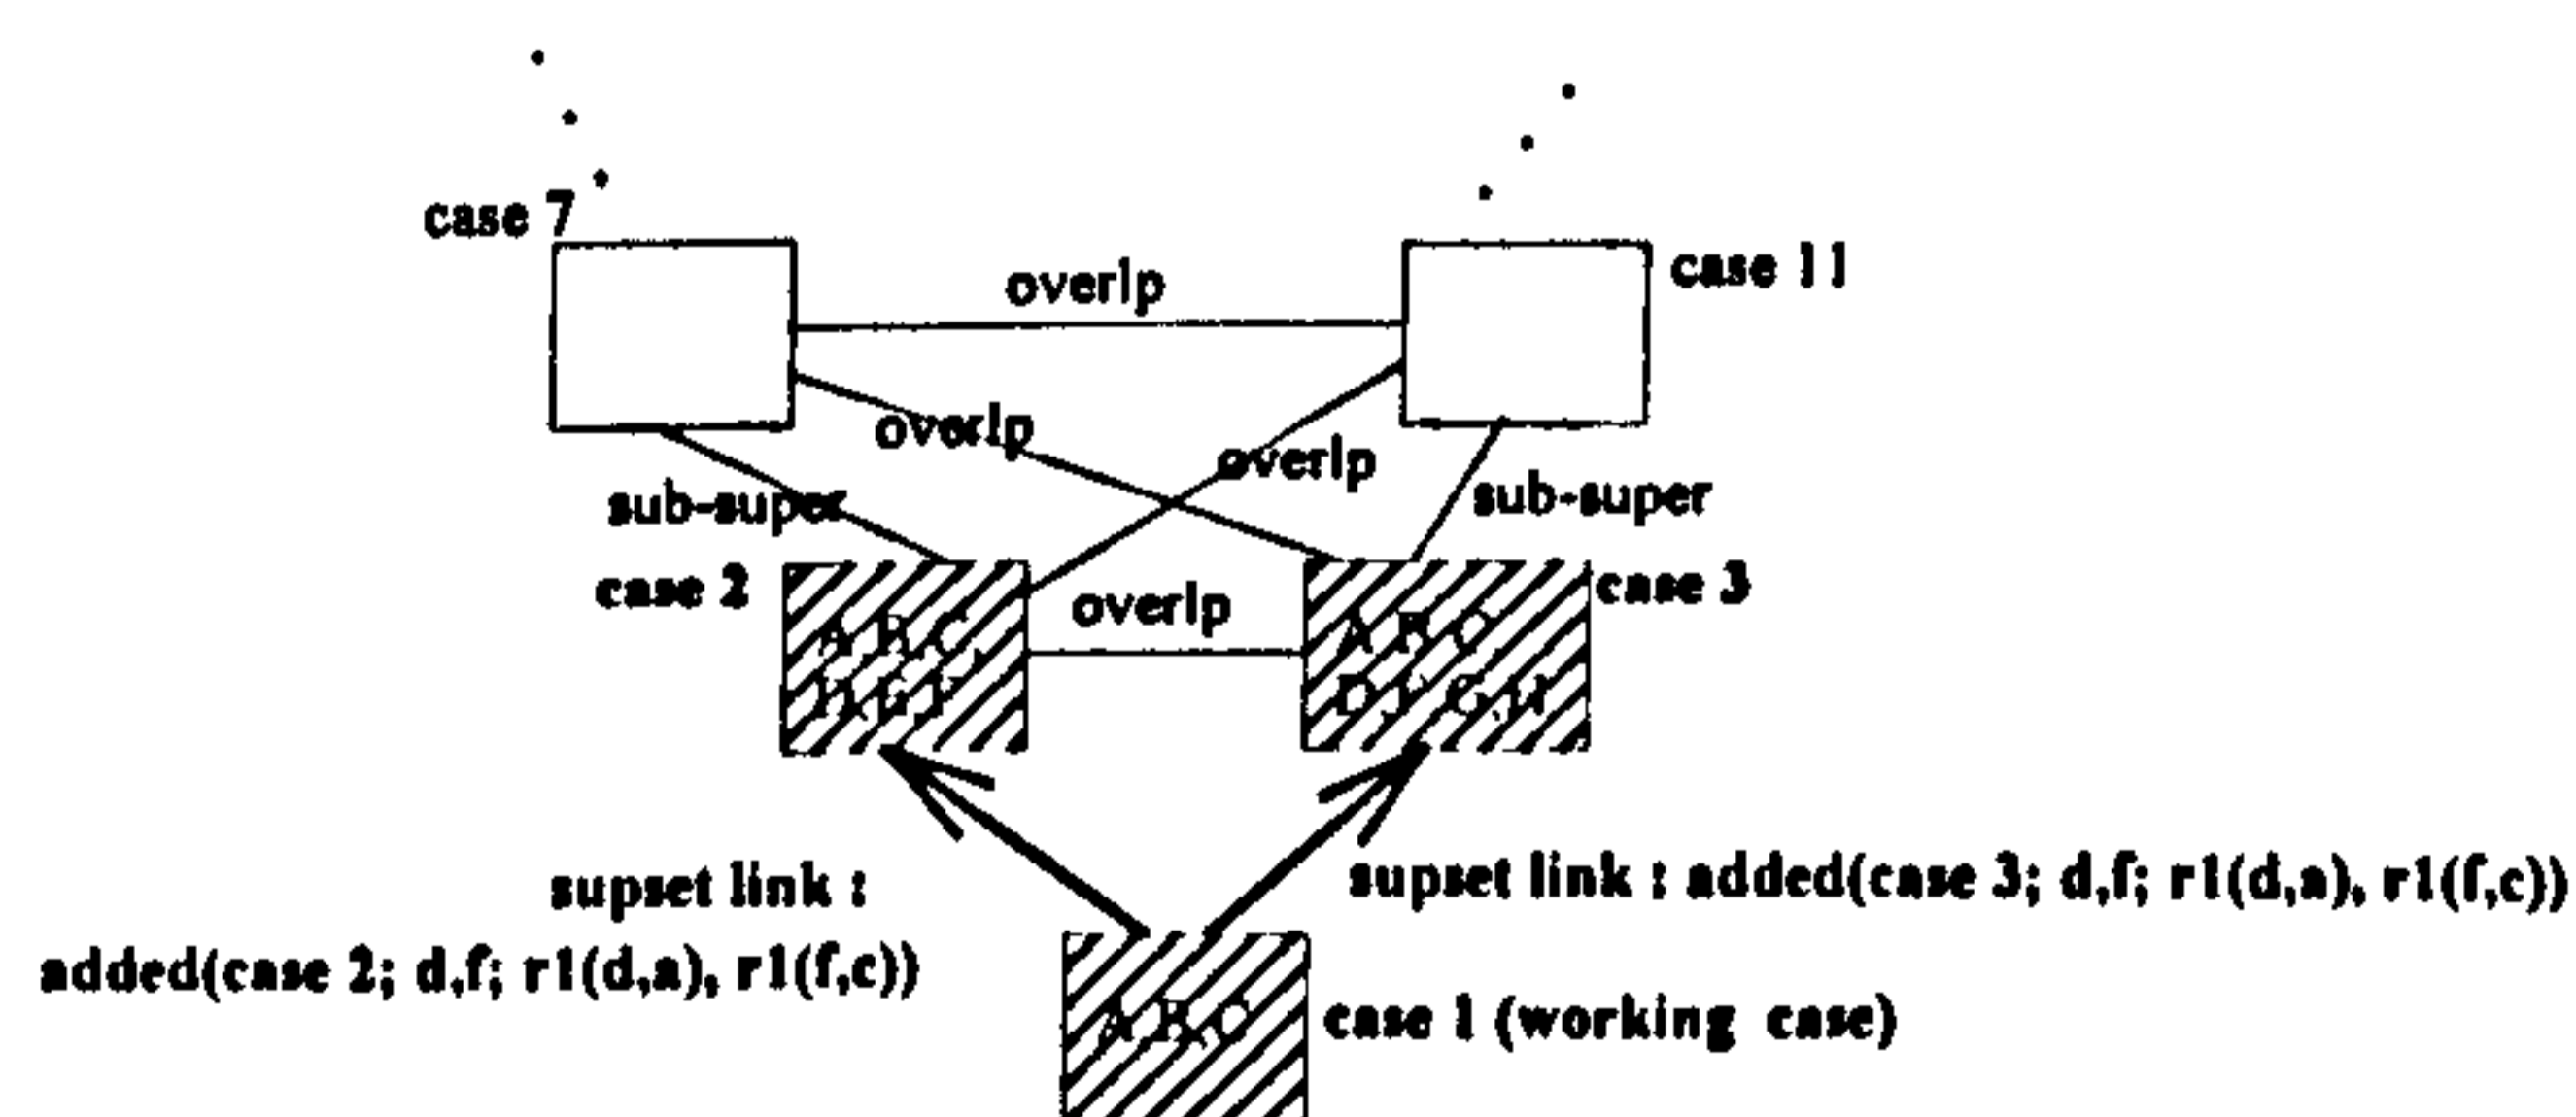 case 7
case 11
overlp
overlp
overlp
sub-super
sub-super
case 2
case 3
overlp
A,B,C,
A B C
supset link :
added(case 2; d,f; r1(d,a), r1(f,c))
supset link : added(case 3; d,f; r1(d,a), r1(f,c))
A B,C
case 1 (working case)